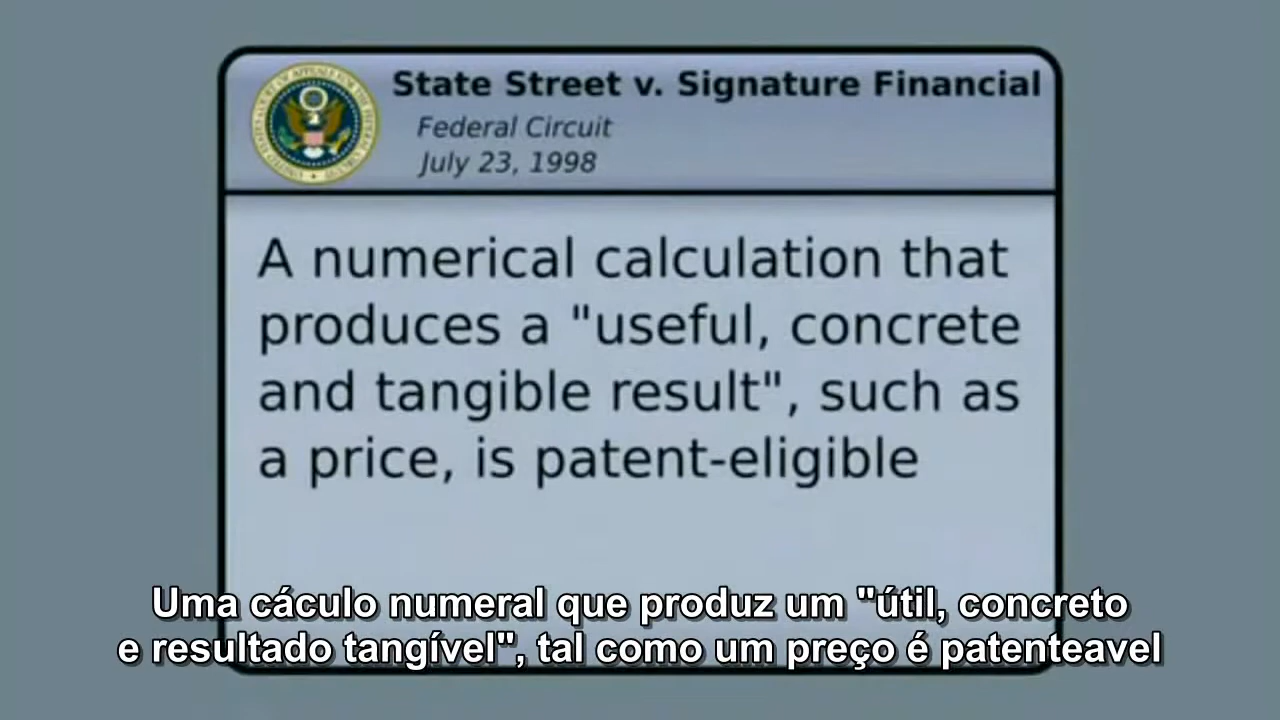 State Street v. Signature Financial
Federal Circuit
July 23, 1998
A numerical calculation that
produces a "useful, concrete
and tangible result", such as
a price, is patent-eligible
Uma cáculo numeral que produz um "útil, concreto
e resultado tangível", tal como um preço é patenteavel